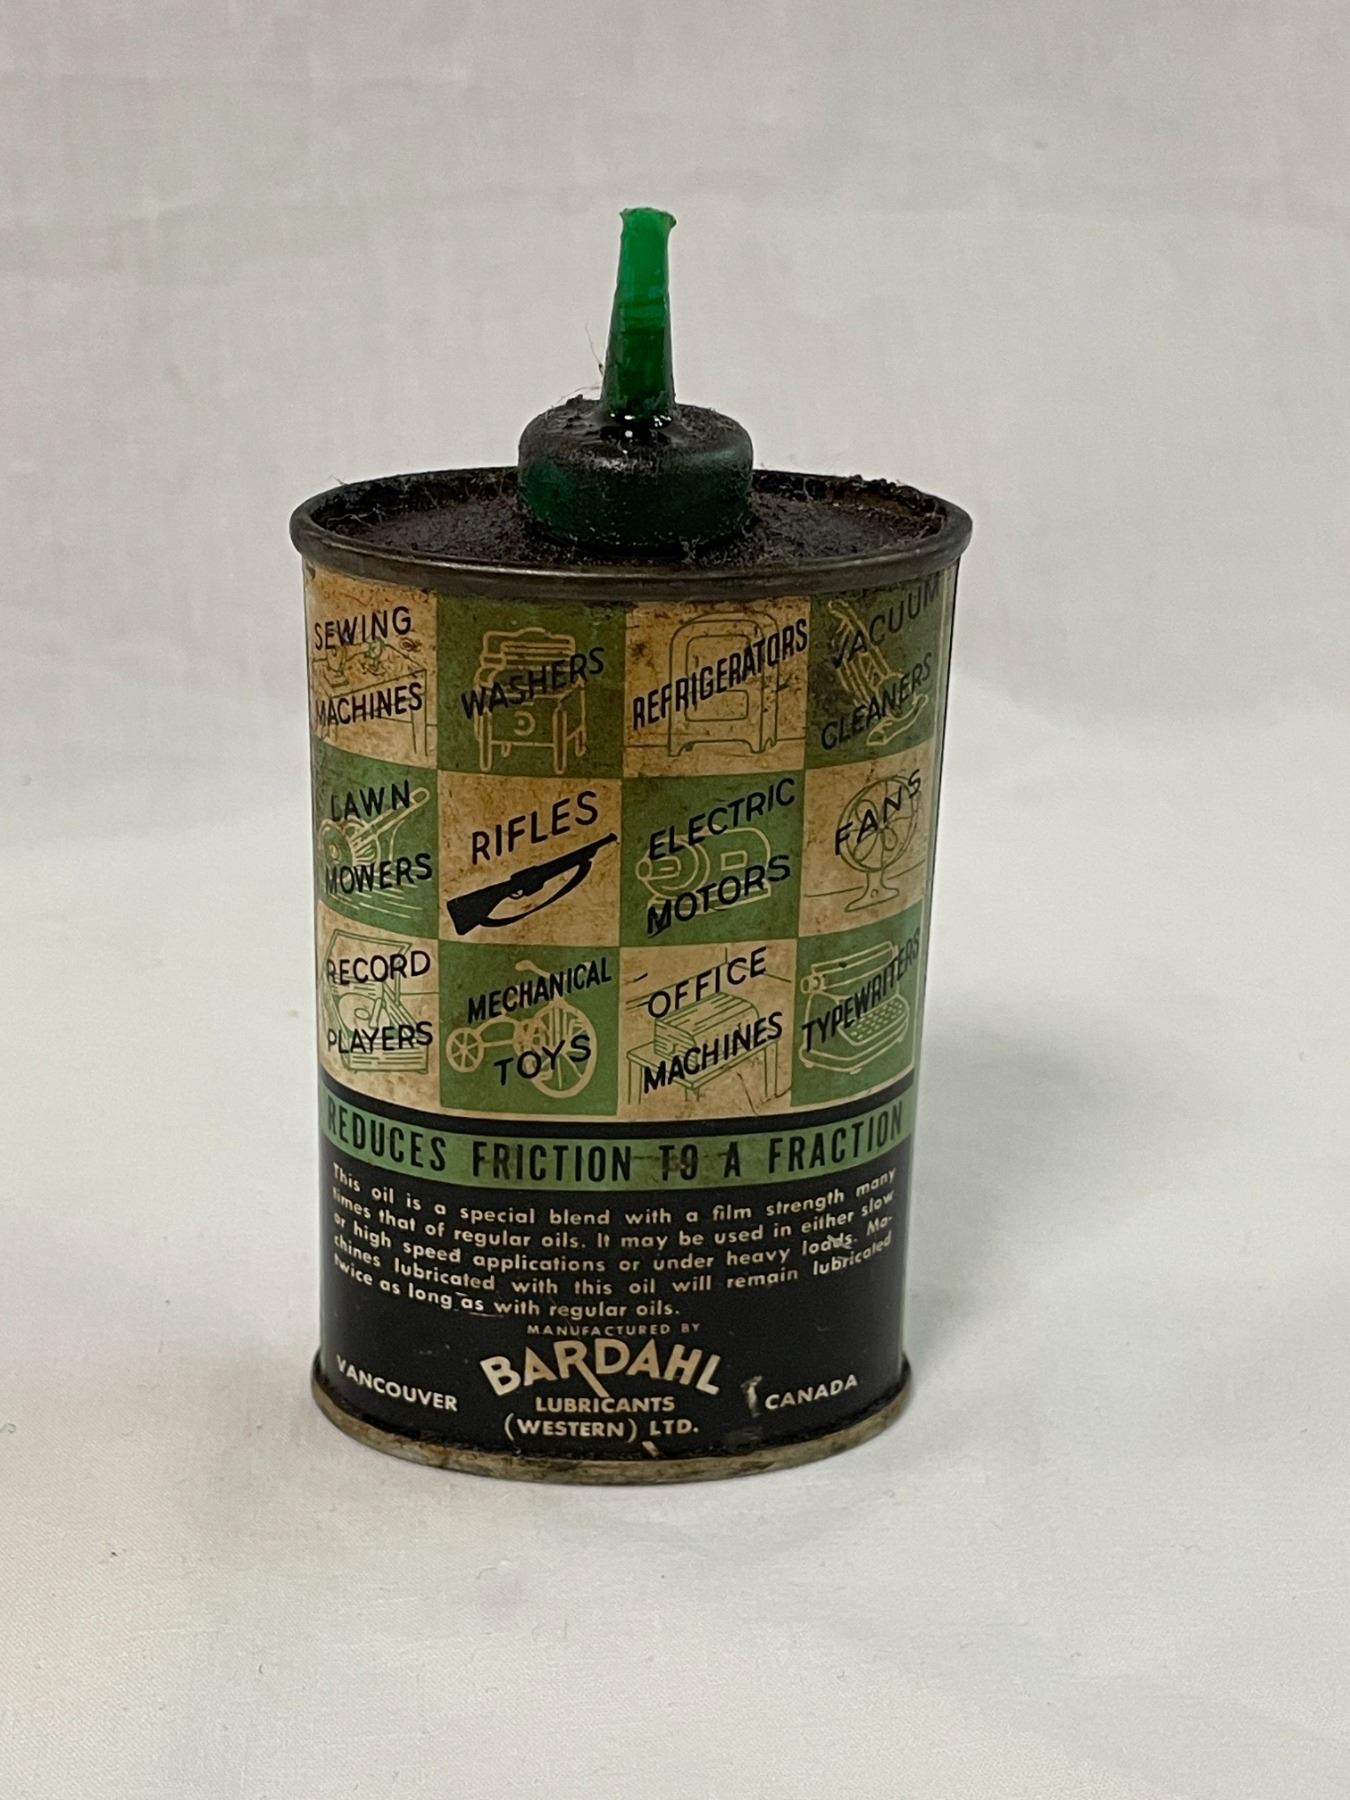 SEWING
MACHINES
WASHERS
REFRIGERATORS
VACUUM
CLEANERS
LAWN
MOWERS
RIFLES
ELECTRIC
MOTORS
FANS
RECORD
PLAYERS
MECHANICAL
TOYS
OFFICE
MACHINES
TYPEWRITERS
REDUCES FRICTION TO A FRACTION
This oil is a special blend with a film strength many
times that of regular oils. It may be used in either slow
or high speed applications or under heavy loads. Ma-
chines lubricated with this oil will remain lubricated
twice as long as with regular oils.
MANUFACTURED BY
BARDAHL
LUBRICANTS
(WESTERN) LTD.
VANCOUVER
CANADA